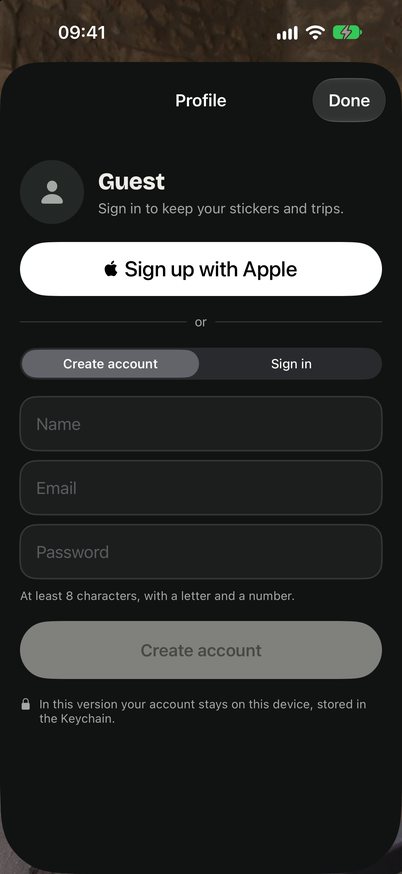 09:41
Profile
Done
Guest
Sign in to keep your stickers and trips.
Sign up with Apple
or
Create account
Sign in
Name
Email
Password
At least 8 characters, with a letter and a number.
Create account
In this version your account stays on this device, stored in
the Keychain.